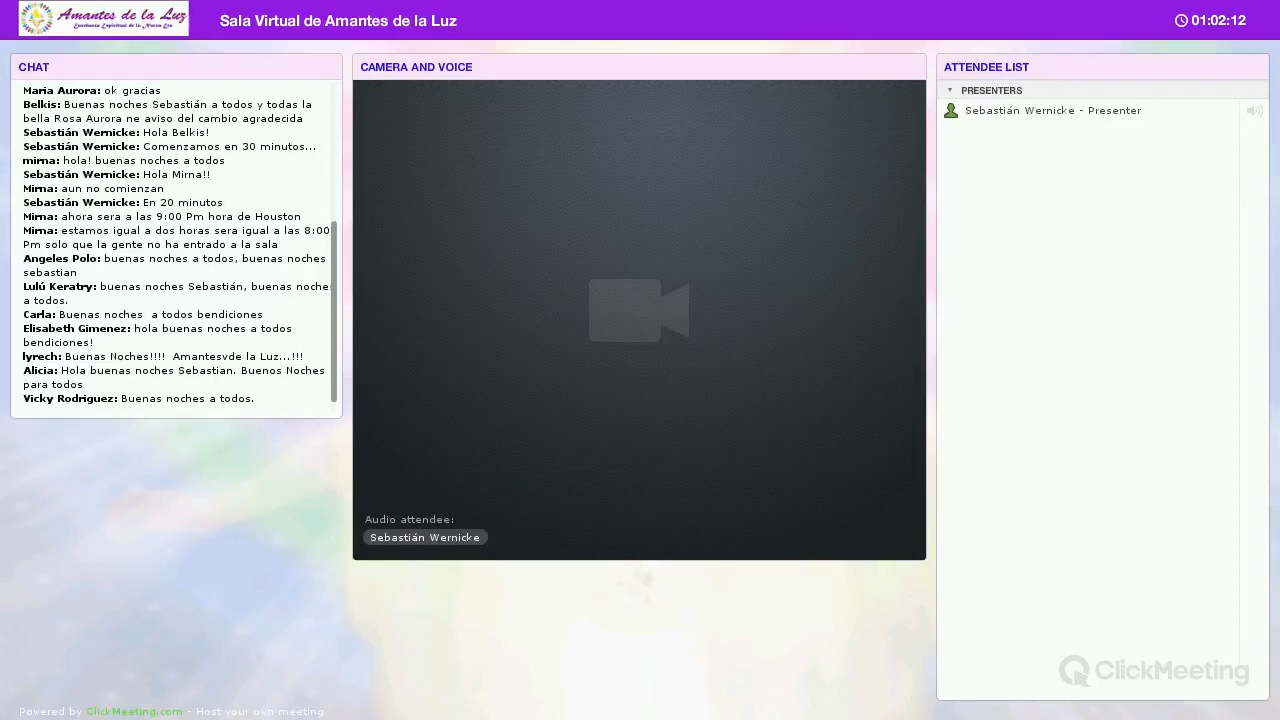 Amantes de la Luz
Enseñanza Espiritual de la Nueva Era
Sala Virtual de Amantes de la Luz
01:02:12
CHAT
Maria Aurora: ok gracias
Belkis: Buenas noches Sebastián a todos y todas la
bella Rosa Aurora ne aviso del cambio agradecida
Sebastián Wernicke: Hola Belkis!
Sebastián Wernicke: Comenzamos en 30 minutos...
mirna: hola! buenas noches a todos
Sebastián Wernicke: Hola Mirna!!
Mirna: aun no comienzan
Sebastián Wernicke: En 20 minutos
Mirna: ahora sera a las 9:00 Pm hora de Houston
Mirna: estamos igual a dos horas sera igual a las 8:00
Pm solo que la gente no ha entrado a la sala
Angeles Polo: buenas noches a todos, buenas noches
sebastian
Lulú Keratry: buenas noches Sebastián, buenas noches
a todos.
Carla: Buenas noches  a todos bendiciones
Elisabeth Gimenez: hola buenas noches a todos
bendiciones!
lyrech: Buenas Noches!!!!  Amantesvde la Luz...!!!
Alicia: Hola buenas noches Sebastian. Buenos Noches
para todos
Vicky Rodriguez: Buenas noches a todos.
CAMERA AND VOICE
Audio attendee:
Sebastián Wernicke
ATTENDEE LIST
PRESENTERS
Sebastián Wernicke - Presenter
ClickMeeting
Powered by ClickMeeting.com - Host your own meeting